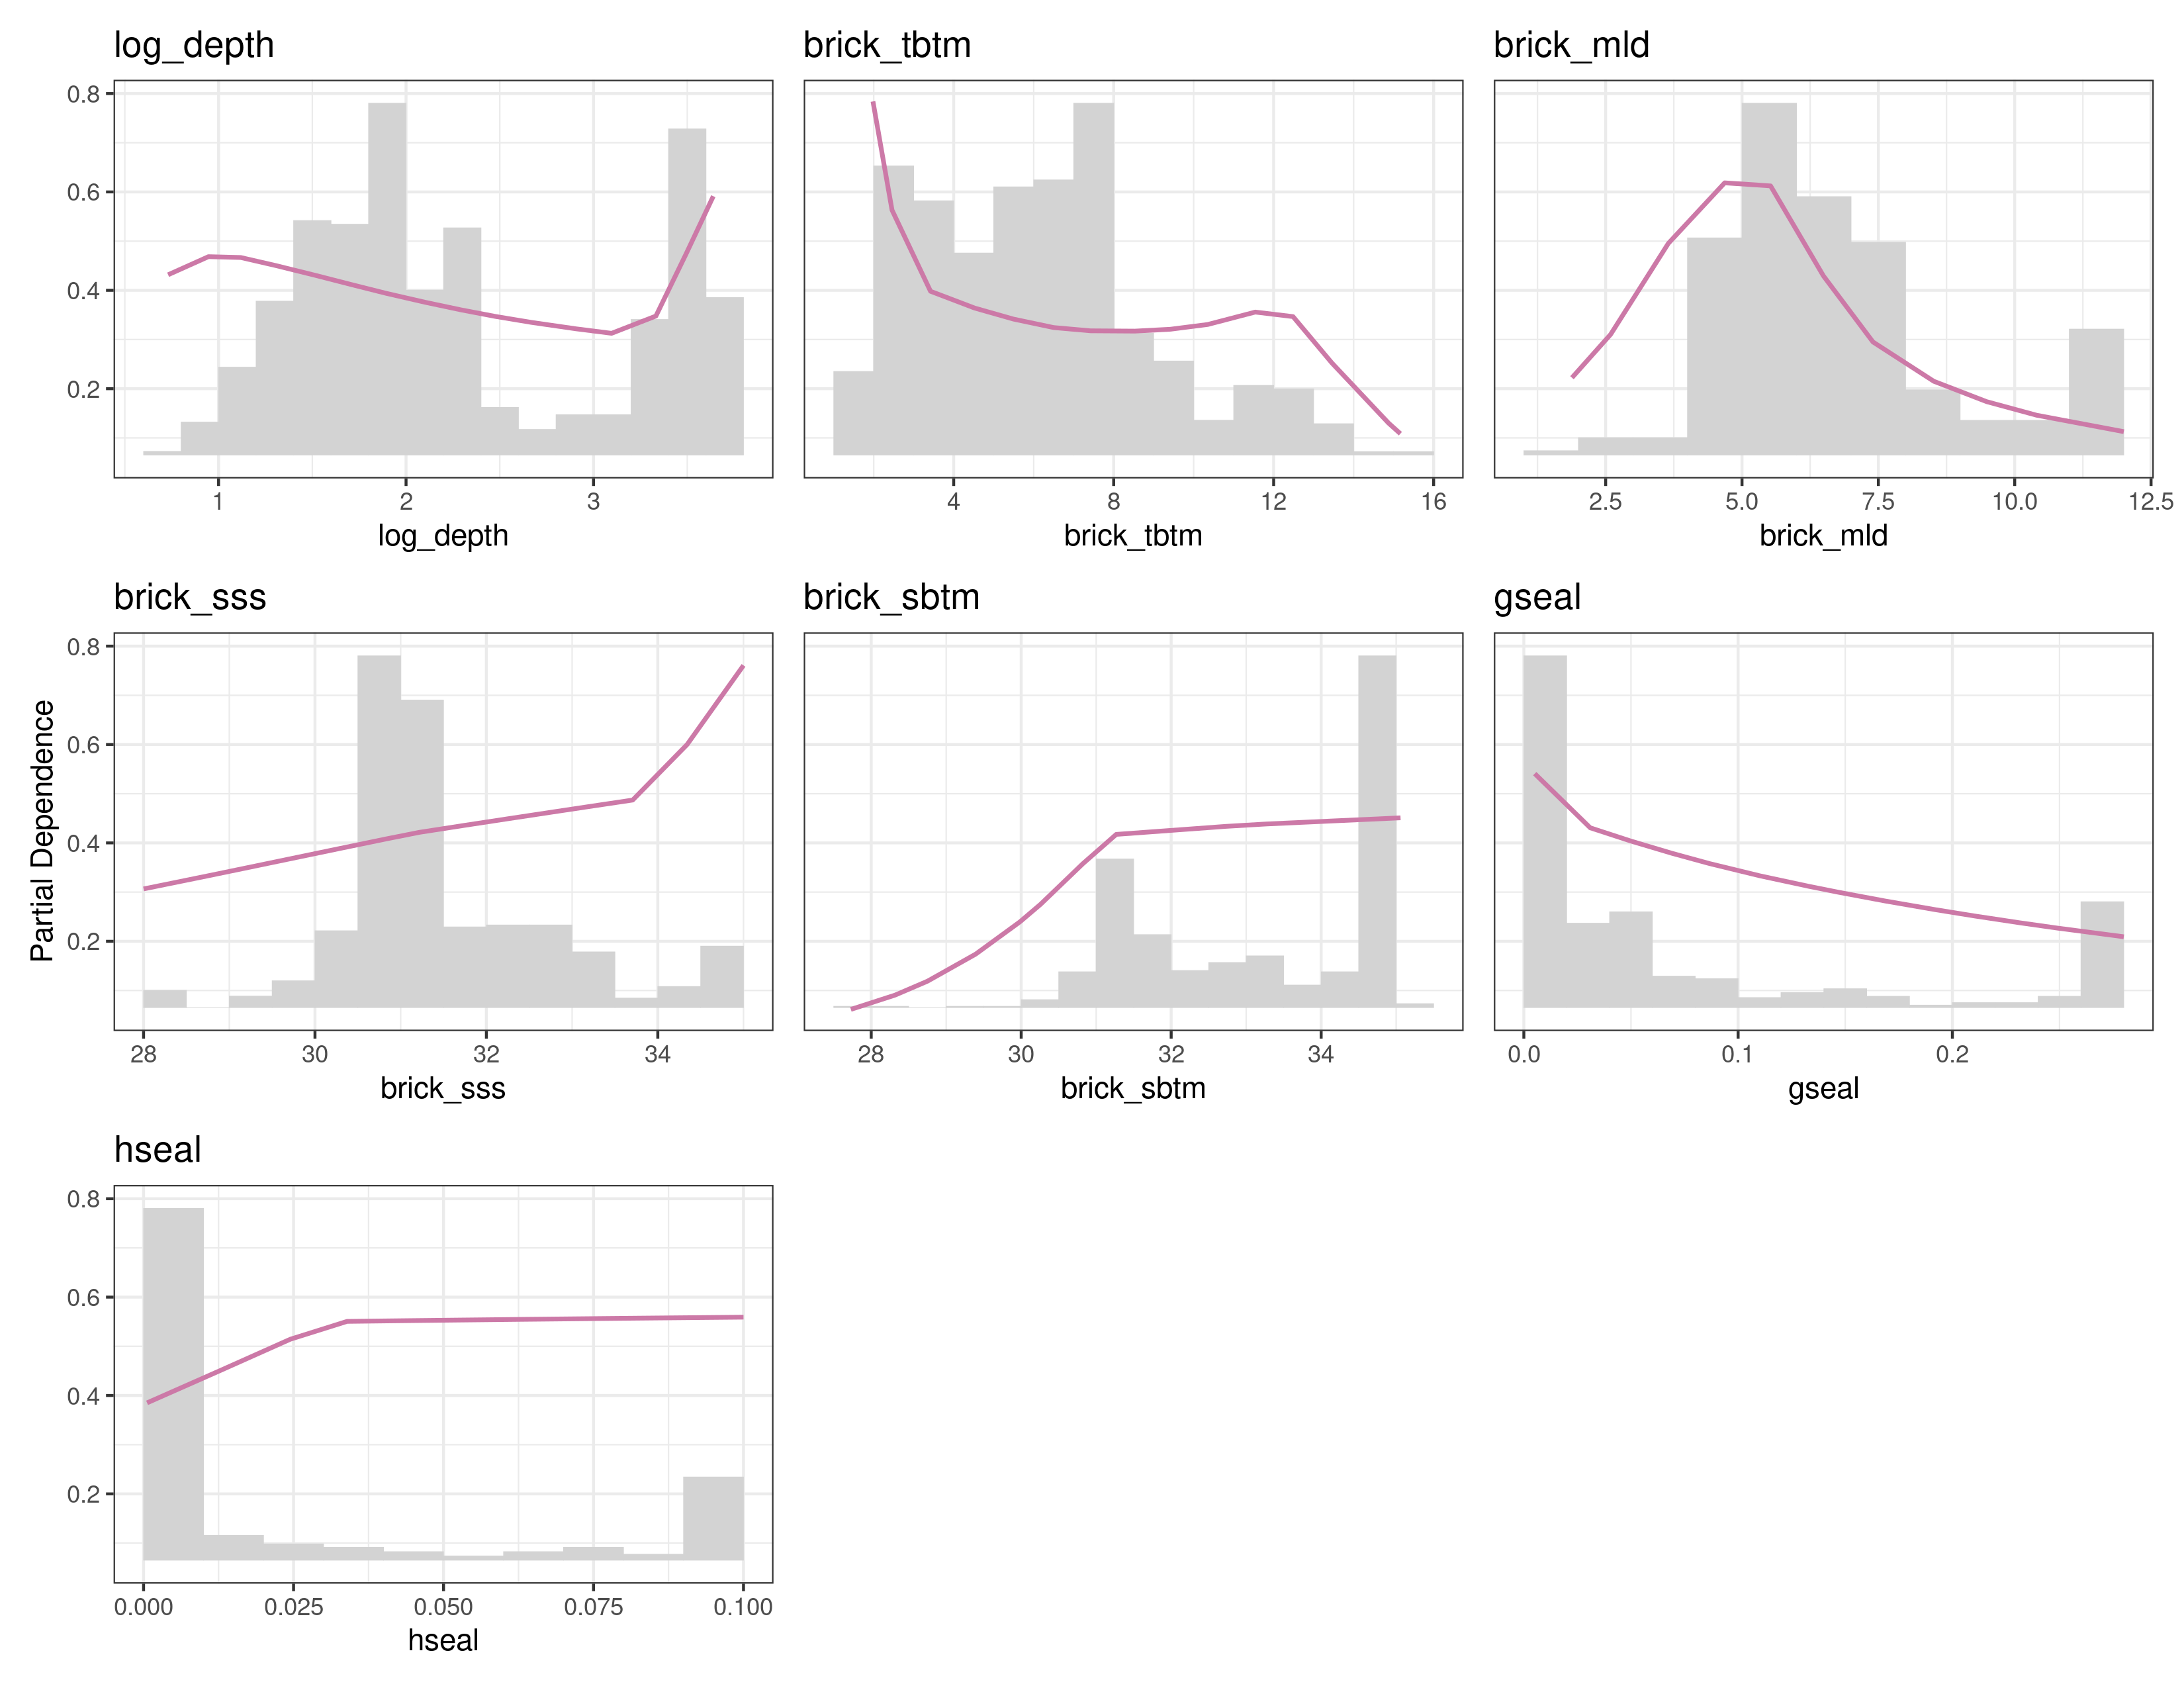 log_depth
brick_tbtm
brick_mld
0.8
0.6
0.4
0.2
1 2 3
4 8 12 16
2.5 5.0 7.5 10.0 12.5
log_depth
brick_tbtm
brick_mld
brick_sss
brick_sbtm
gseal
Partial Dependence
0.8
0.6
0.4
0.2
28 30 32 34
28 30 32 34
0.0 0.1 0.2
brick_sss
brick_sbtm
gseal
hseal
0.8
0.6
0.4
0.2
0.000 0.025 0.050 0.075 0.100
hseal